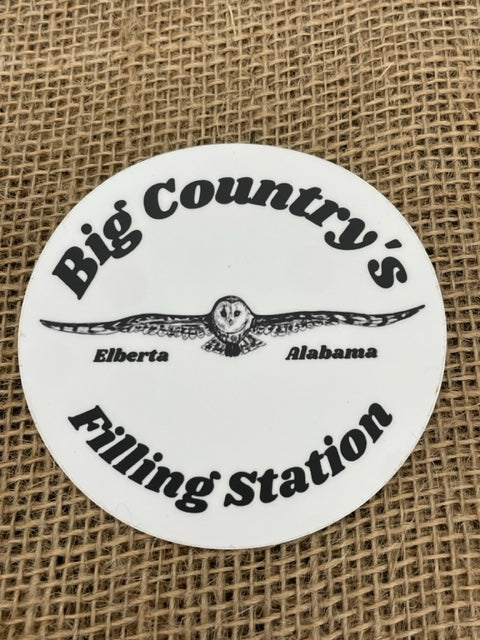 Big Country's
Elberta Alabama
Filling Station